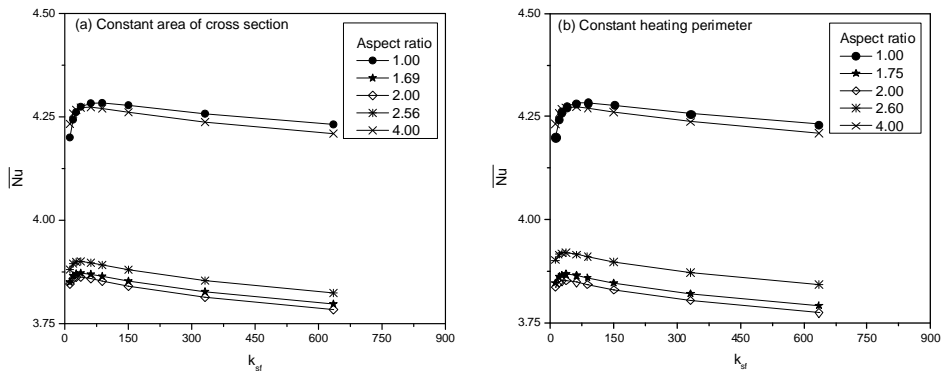 (a) Constant area of cross section
Aspect ratio
1.00
1.69
2.00
2.56
4.00
4.50
4.25
4.00
3.75
Nu
0 150 300 450 600 750 900
ksf
(b) Constant heating perimeter
Aspect ratio
1.00
1.75
2.00
2.60
4.00
4.50
4.25
4.00
3.75
Nu
0 150 300 450 600 750 900
ksf